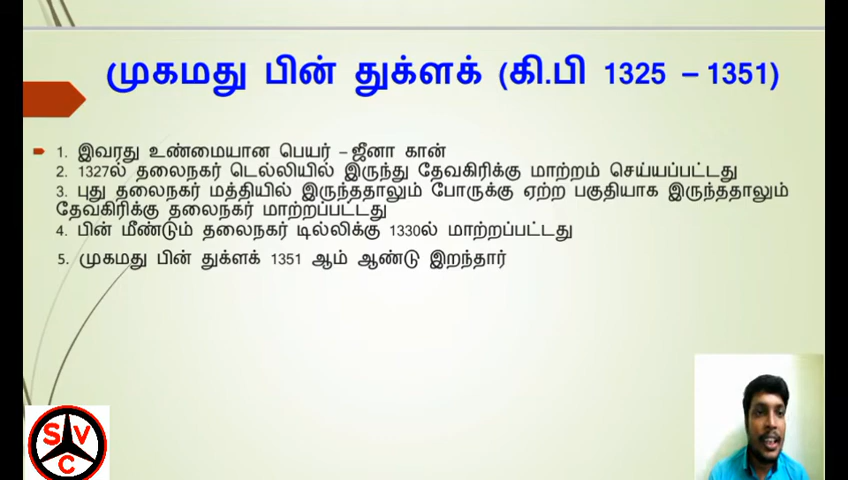 முகமது பின் துக்ளக் (கி.பி 1325 – 1351)
1. இவரது உண்மையான பெயர் – ஜீனா கான்
2. 1327ல் தலைநகர் டெல்லியில் இருந்து தேவகிரிக்கு மாற்றம் செய்யப்பட்டது
3. புது தலைநகர் மத்தியில் இருந்ததாலும் போருக்கு ஏற்ற பகுதியாக இருந்ததாலும்
தேவகிரிக்கு தலைநகர் மாற்றப்பட்டது
4. பின் மீண்டும் தலைநகர் டில்லிக்கு 1330ல் மாற்றப்பட்டது
5. முகமது பின் துக்ளக் 1351 ஆம் ஆண்டு இறந்தார்
S V
C